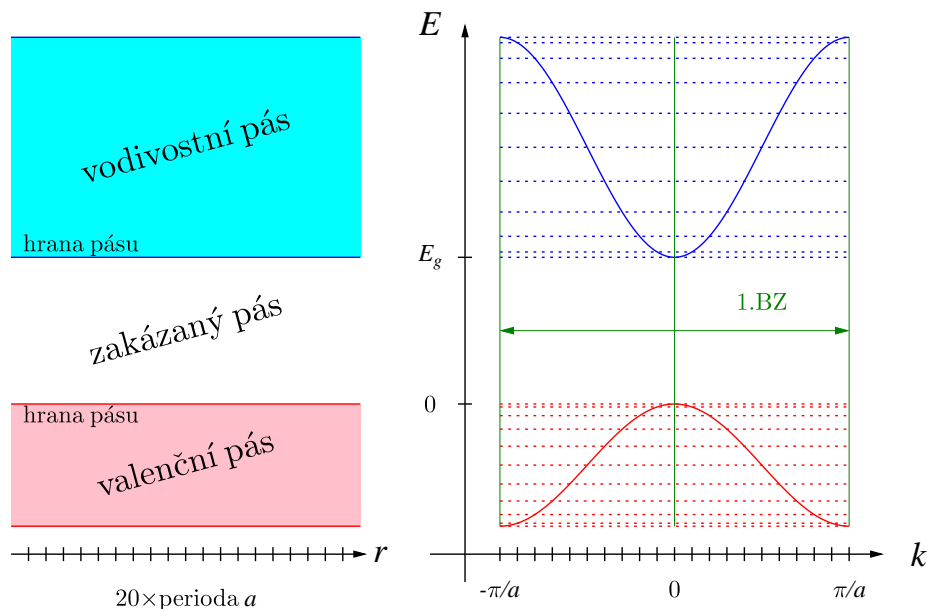 vodivostní pás
hrana pásu
zakázaný pás
hrana pásu
valenční pás
r
20×perioda a
E
E_g
1.BZ
0
k
-π/a
0
π/a